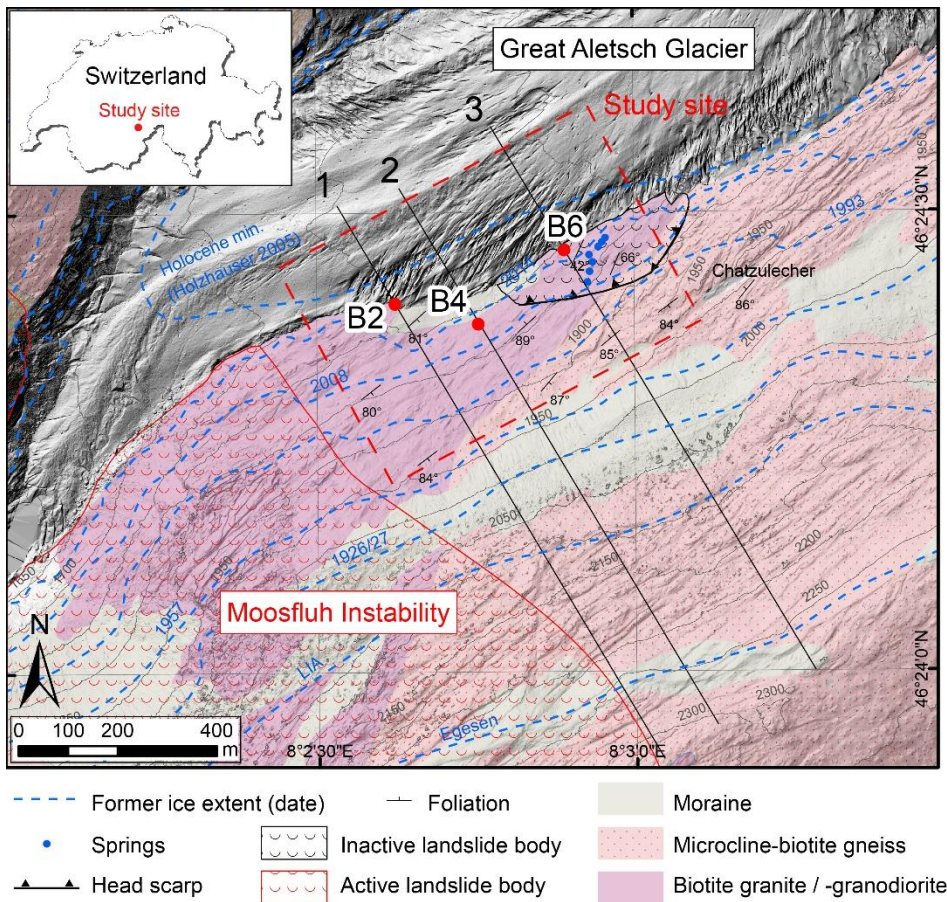 Switzerland
Study site
Great Aletsch Glacier
Study site
1
2
3
1950
1993
46°24'30"N
Holocene min.
(Holzhauser 2005)
B6
42°
66°
1950
1950
Chatzulecher
B2
B4
81°
89°
1900
84°
86°
85°
2000
2008
80°
87°
1950
84°
2050
1926/27
2150
2200
2250
1650
1700
1957
Moosfluh Instability
LIA
2150
Egesen
2300
2300
46°24'0"N
N
0 100 200 400
m
8°2'30"E
8°3'0"E
Former ice extent (date)
Foliation
Moraine
Springs
Inactive landslide body
Microcline-biotite gneiss
Head scarp
Active landslide body
Biotite granite / -granodiorite